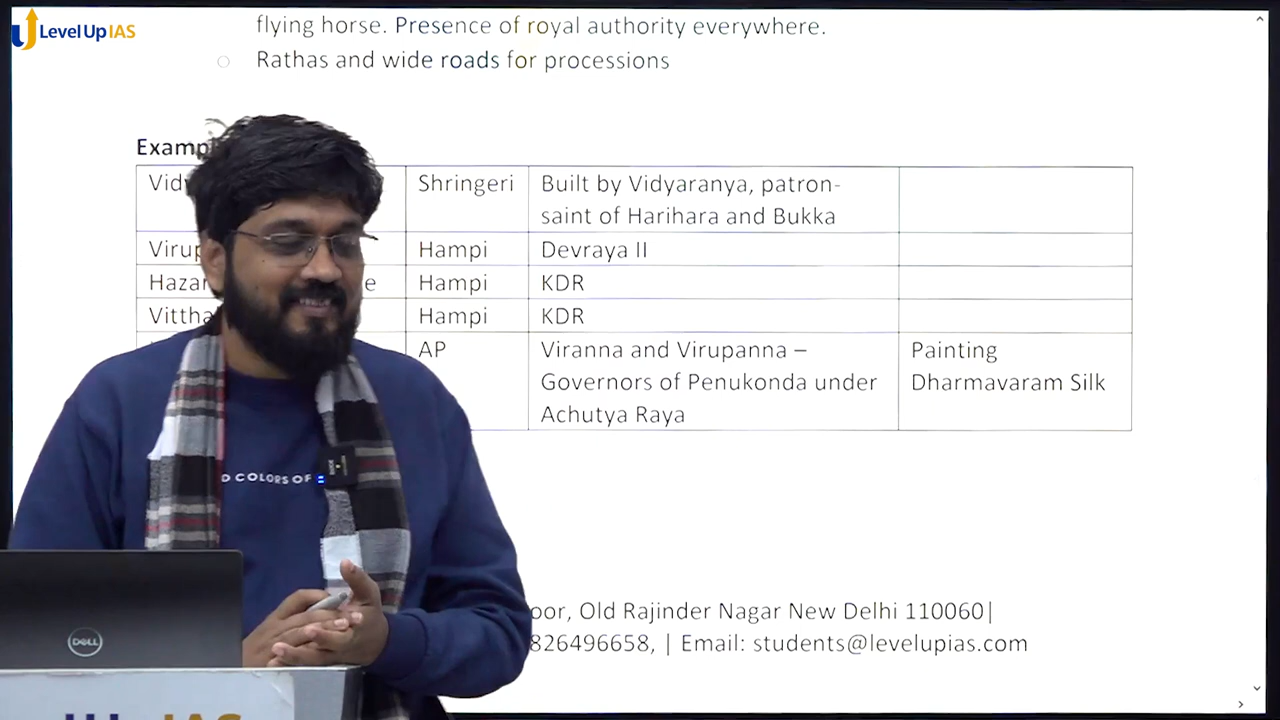 Level Up IAS
flying horse. Presence of royal authority everywhere.
○ Rathas and wide roads for processions
Examp
Vid Shringeri Built by Vidyaranya, patron-
saint of Harihara and Bukka
Virup Hampi Devraya II
Hazar e Hampi KDR
Vittha Hampi KDR
AP Viranna and Virupanna – Painting
Governors of Penukonda under Dharmavaram Silk
Achutya Raya
D COLORS OF
DELL
oor, Old Rajinder Nagar New Delhi 110060|
826496658, | Email: students@levelupias.com